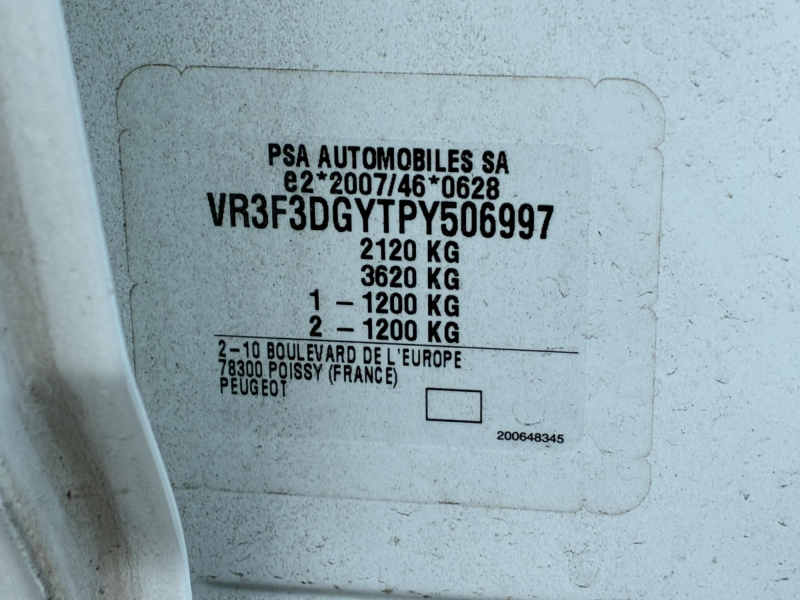 PSA AUTOMOBILES SA
e2*2007/46*0628
VR3F3DGYTPY506997
2120 KG
3620 KG
1 – 1200 KG
2 – 1200 KG
2–10 BOULEVARD DE L'EUROPE
78300 POISSY (FRANCE)
PEUGEOT
200648345